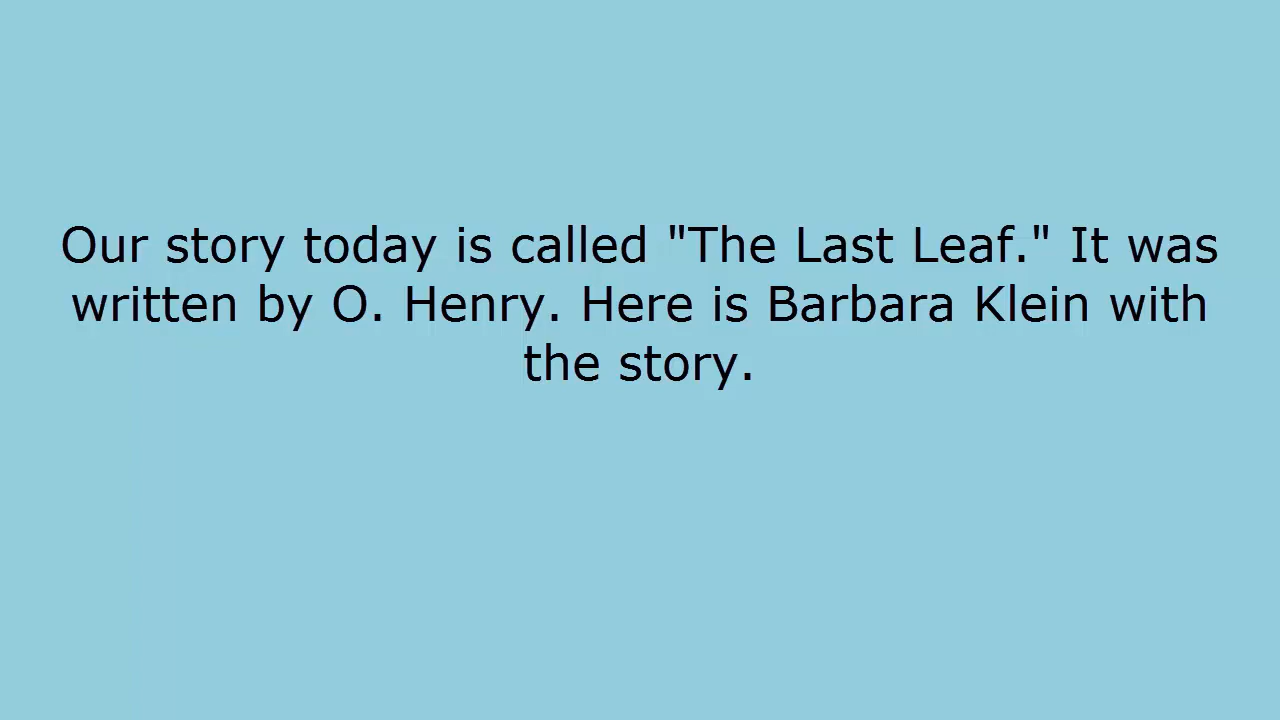 Our story today is called "The Last Leaf." It was
written by O. Henry. Here is Barbara Klein with
the story.